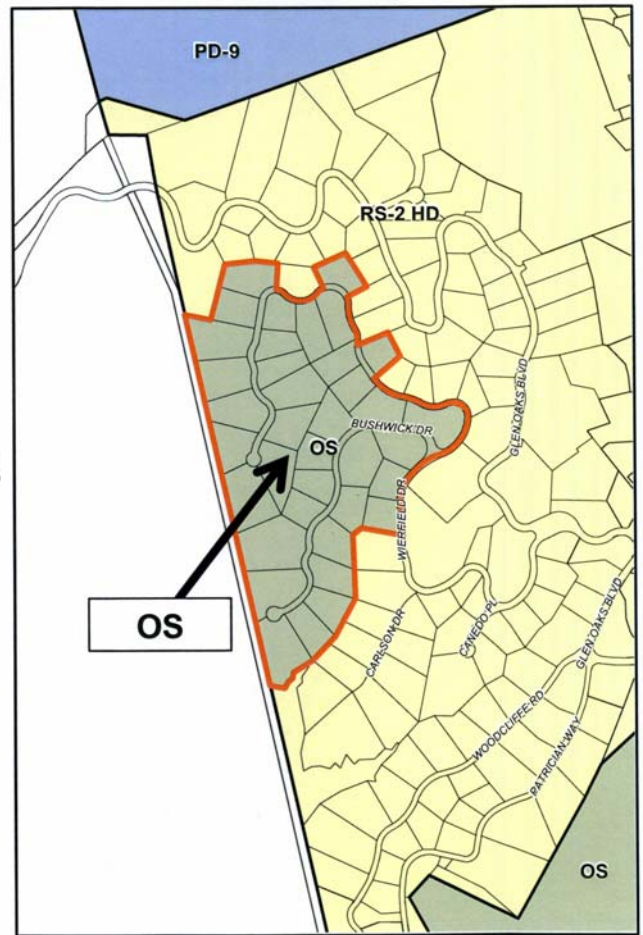 PD-9
RS-2 HD
GLEN OAKS BLVD
BUSHWICK DR
OS
WIERFIELD DR
OS
CARLSON DR
CANEDO PL
GLEN OAKS BLVD
WOODCLIFFE RD
PATRICIAN WAY
OS